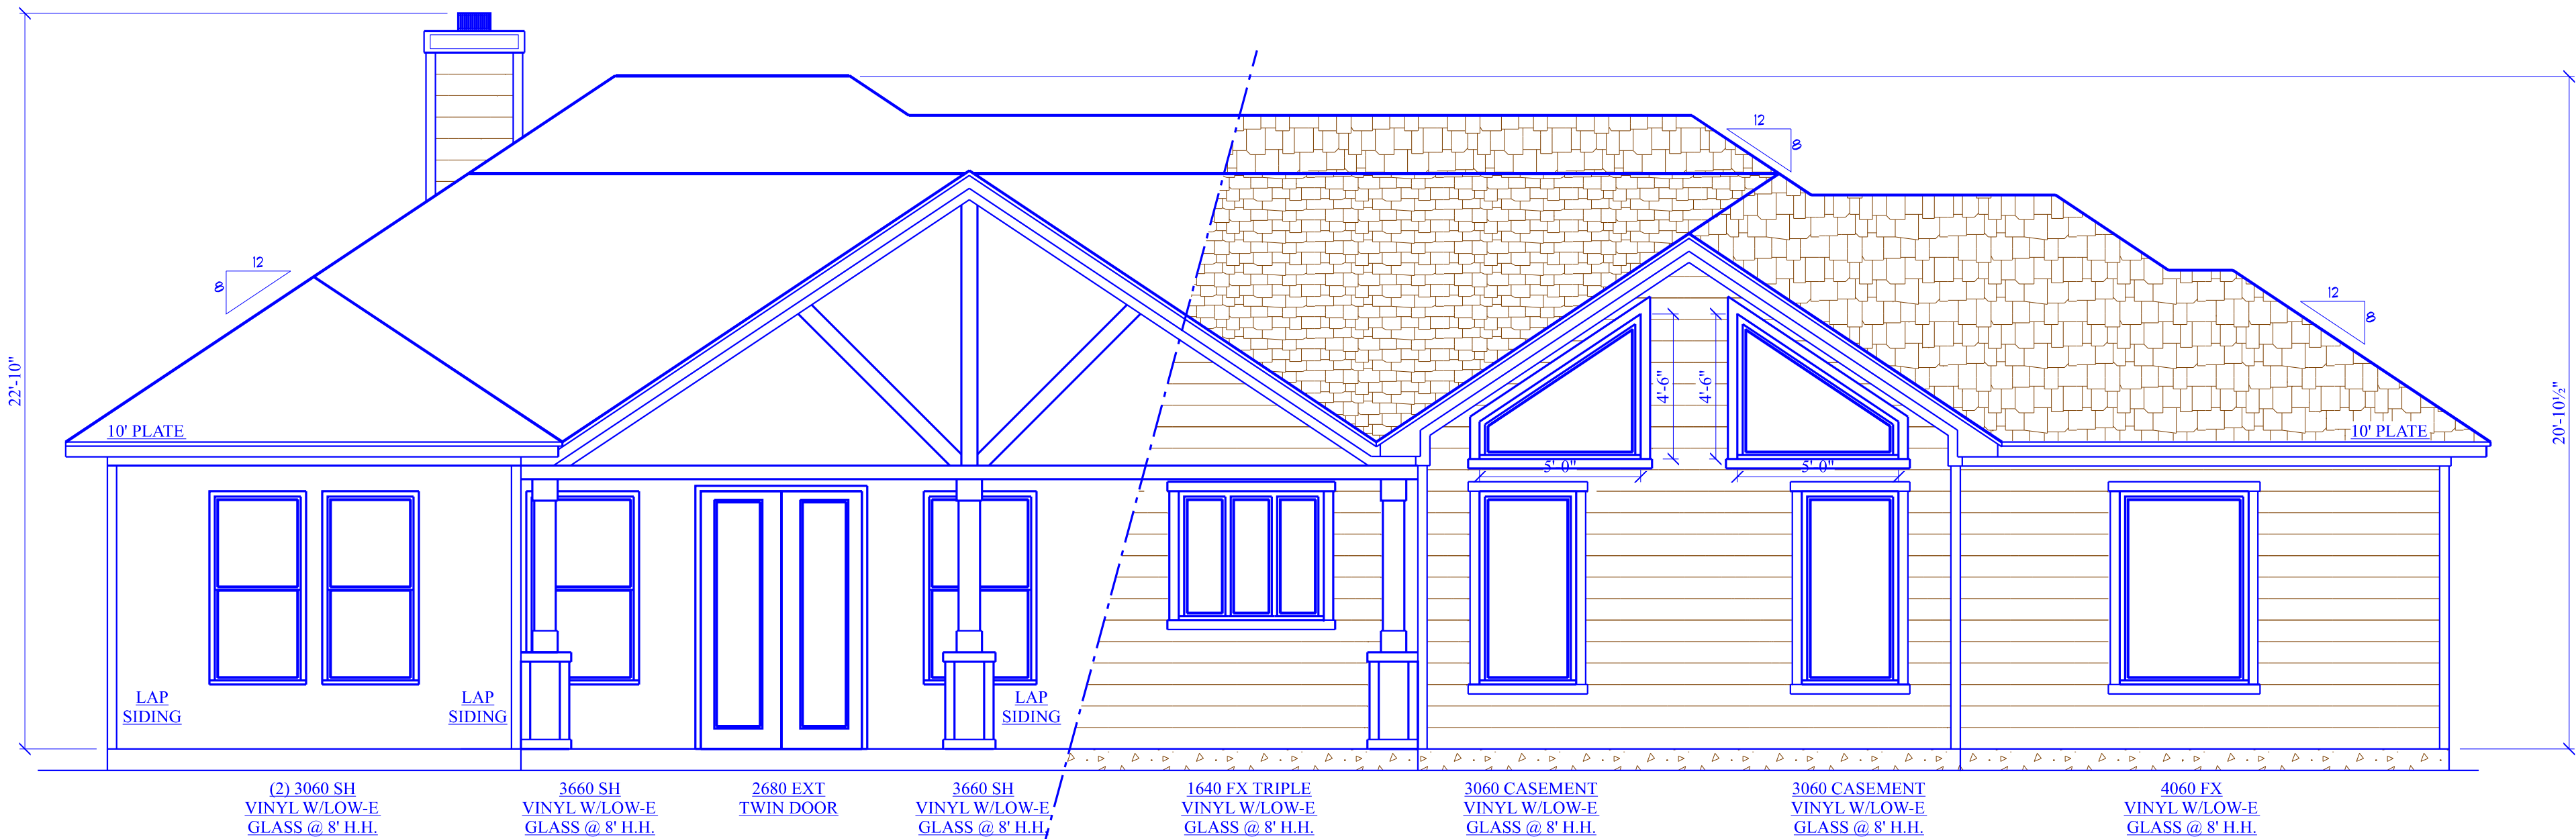 12
8
12
8
12
8
22'-10"
20'-10½"
10' PLATE
10' PLATE
4'-6"
4'-6"
5'-0"
5'-0"
LAP
SIDING
LAP
SIDING
LAP
SIDING
(2) 3060 SH
VINYL W/LOW-E
GLASS @ 8' H.H.
3660 SH
VINYL W/LOW-E
GLASS @ 8' H.H.
2680 EXT
TWIN DOOR
3660 SH
VINYL W/LOW-E
GLASS @ 8' H.H.
1640 FX TRIPLE
VINYL W/LOW-E
GLASS @ 8' H.H.
3060 CASEMENT
VINYL W/LOW-E
GLASS @ 8' H.H.
3060 CASEMENT
VINYL W/LOW-E
GLASS @ 8' H.H.
4060 FX
VINYL W/LOW-E
GLASS @ 8' H.H.